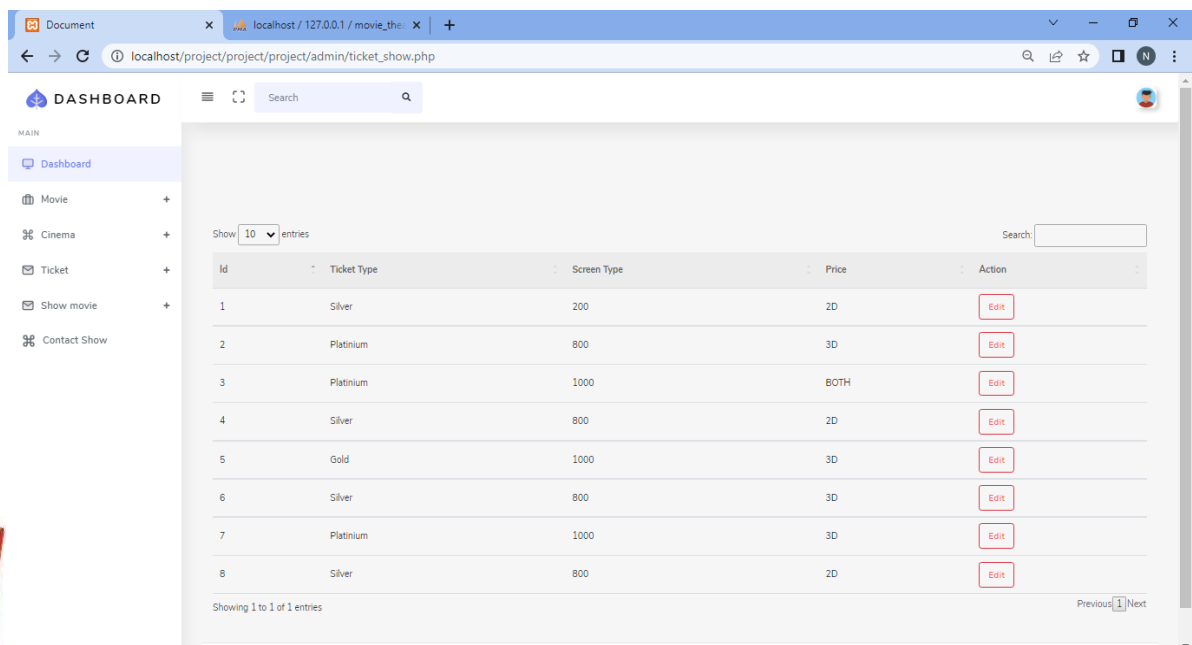 Document
localhost / 127.0.0.1 / movie_the
localhost/project/project/project/admin/ticket_show.php
N
DASHBOARD
Search
MAIN
Dashboard
Movie +
Cinema +
Ticket +
Show movie +
Contact Show
Show 10 entries
Search:
Id Ticket Type Screen Type Price Action
1 Silver 200 2D Edit
2 Platinium 800 3D Edit
3 Platinium 1000 BOTH Edit
4 Silver 800 2D Edit
5 Gold 1000 3D Edit
6 Silver 800 3D Edit
7 Platinium 1000 3D Edit
8 Silver 800 2D Edit
Showing 1 to 1 of 1 entries
Previous 1 Next